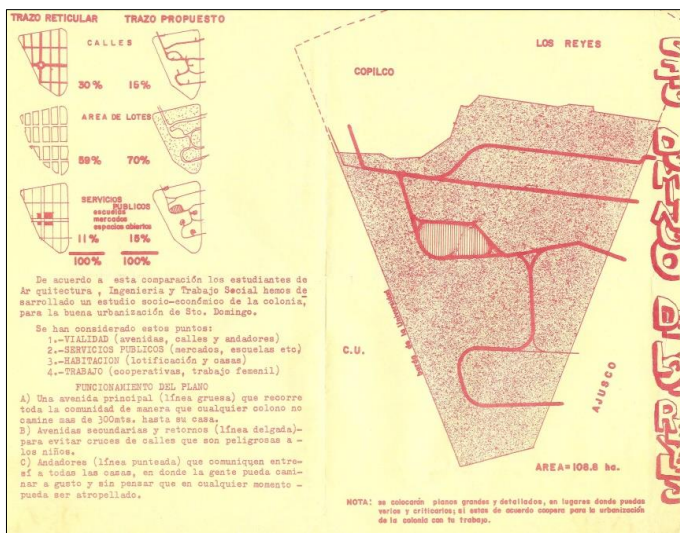 TRAZO RETICULAR TRAZO PROPUESTO
CALLES
30% 15%
AREA DE LOTES
59% 70%
SERVICIOS
PUBLICOS
escuelas
mercados
espacios abiertos
11% 15%
100% 100%
De acuerdo a esta comparación los estudiantes de
Ar quitectura , Ingenieria y Trabajo Social hemos de
sarrollado un estudio socio-económico de la colonia,
para la buena urbanización de Sto. Domingo.
Se han considerado estos puntos:
1.-VIALIDAD (avenidas, calles y andadores)
2.-SERVICIOS PUBLICOS (mercados, escuelas etc)
3.-HABITACION (lotificación y casas)
4.-TRABAJO (cooperativas, trabajo femenil)
FUNCIONAMIENTO DEL PLANO
A) Una avenida principal (línea gruesa) que recorre
toda la comunidad de manera que cualquier colono no
camine mas de 300mts. hasta su casa.
B) Avenidas secundarias y retornos (línea delgada)-
para evitar cruces de calles que son peligrosas a -
los niños.
C) Andadores (línea punteada) que comuniquen entre-
sí a todas las casas, en donde la gente pueda cami-
nar a gusto y sin pensar que en cualquier momento -
pueda ser atropellado.
LOS REYES
COPILCO
barda de la Universidad
C.U.
AJUSCO
AREA=106.8 ha.
NOTA: se colocarán planos grandes y detallados, en lugares donde puedas
verlos y criticarlos; si estas de acuerdo coopera para la urbanización
de la colonia con tu trabajo.